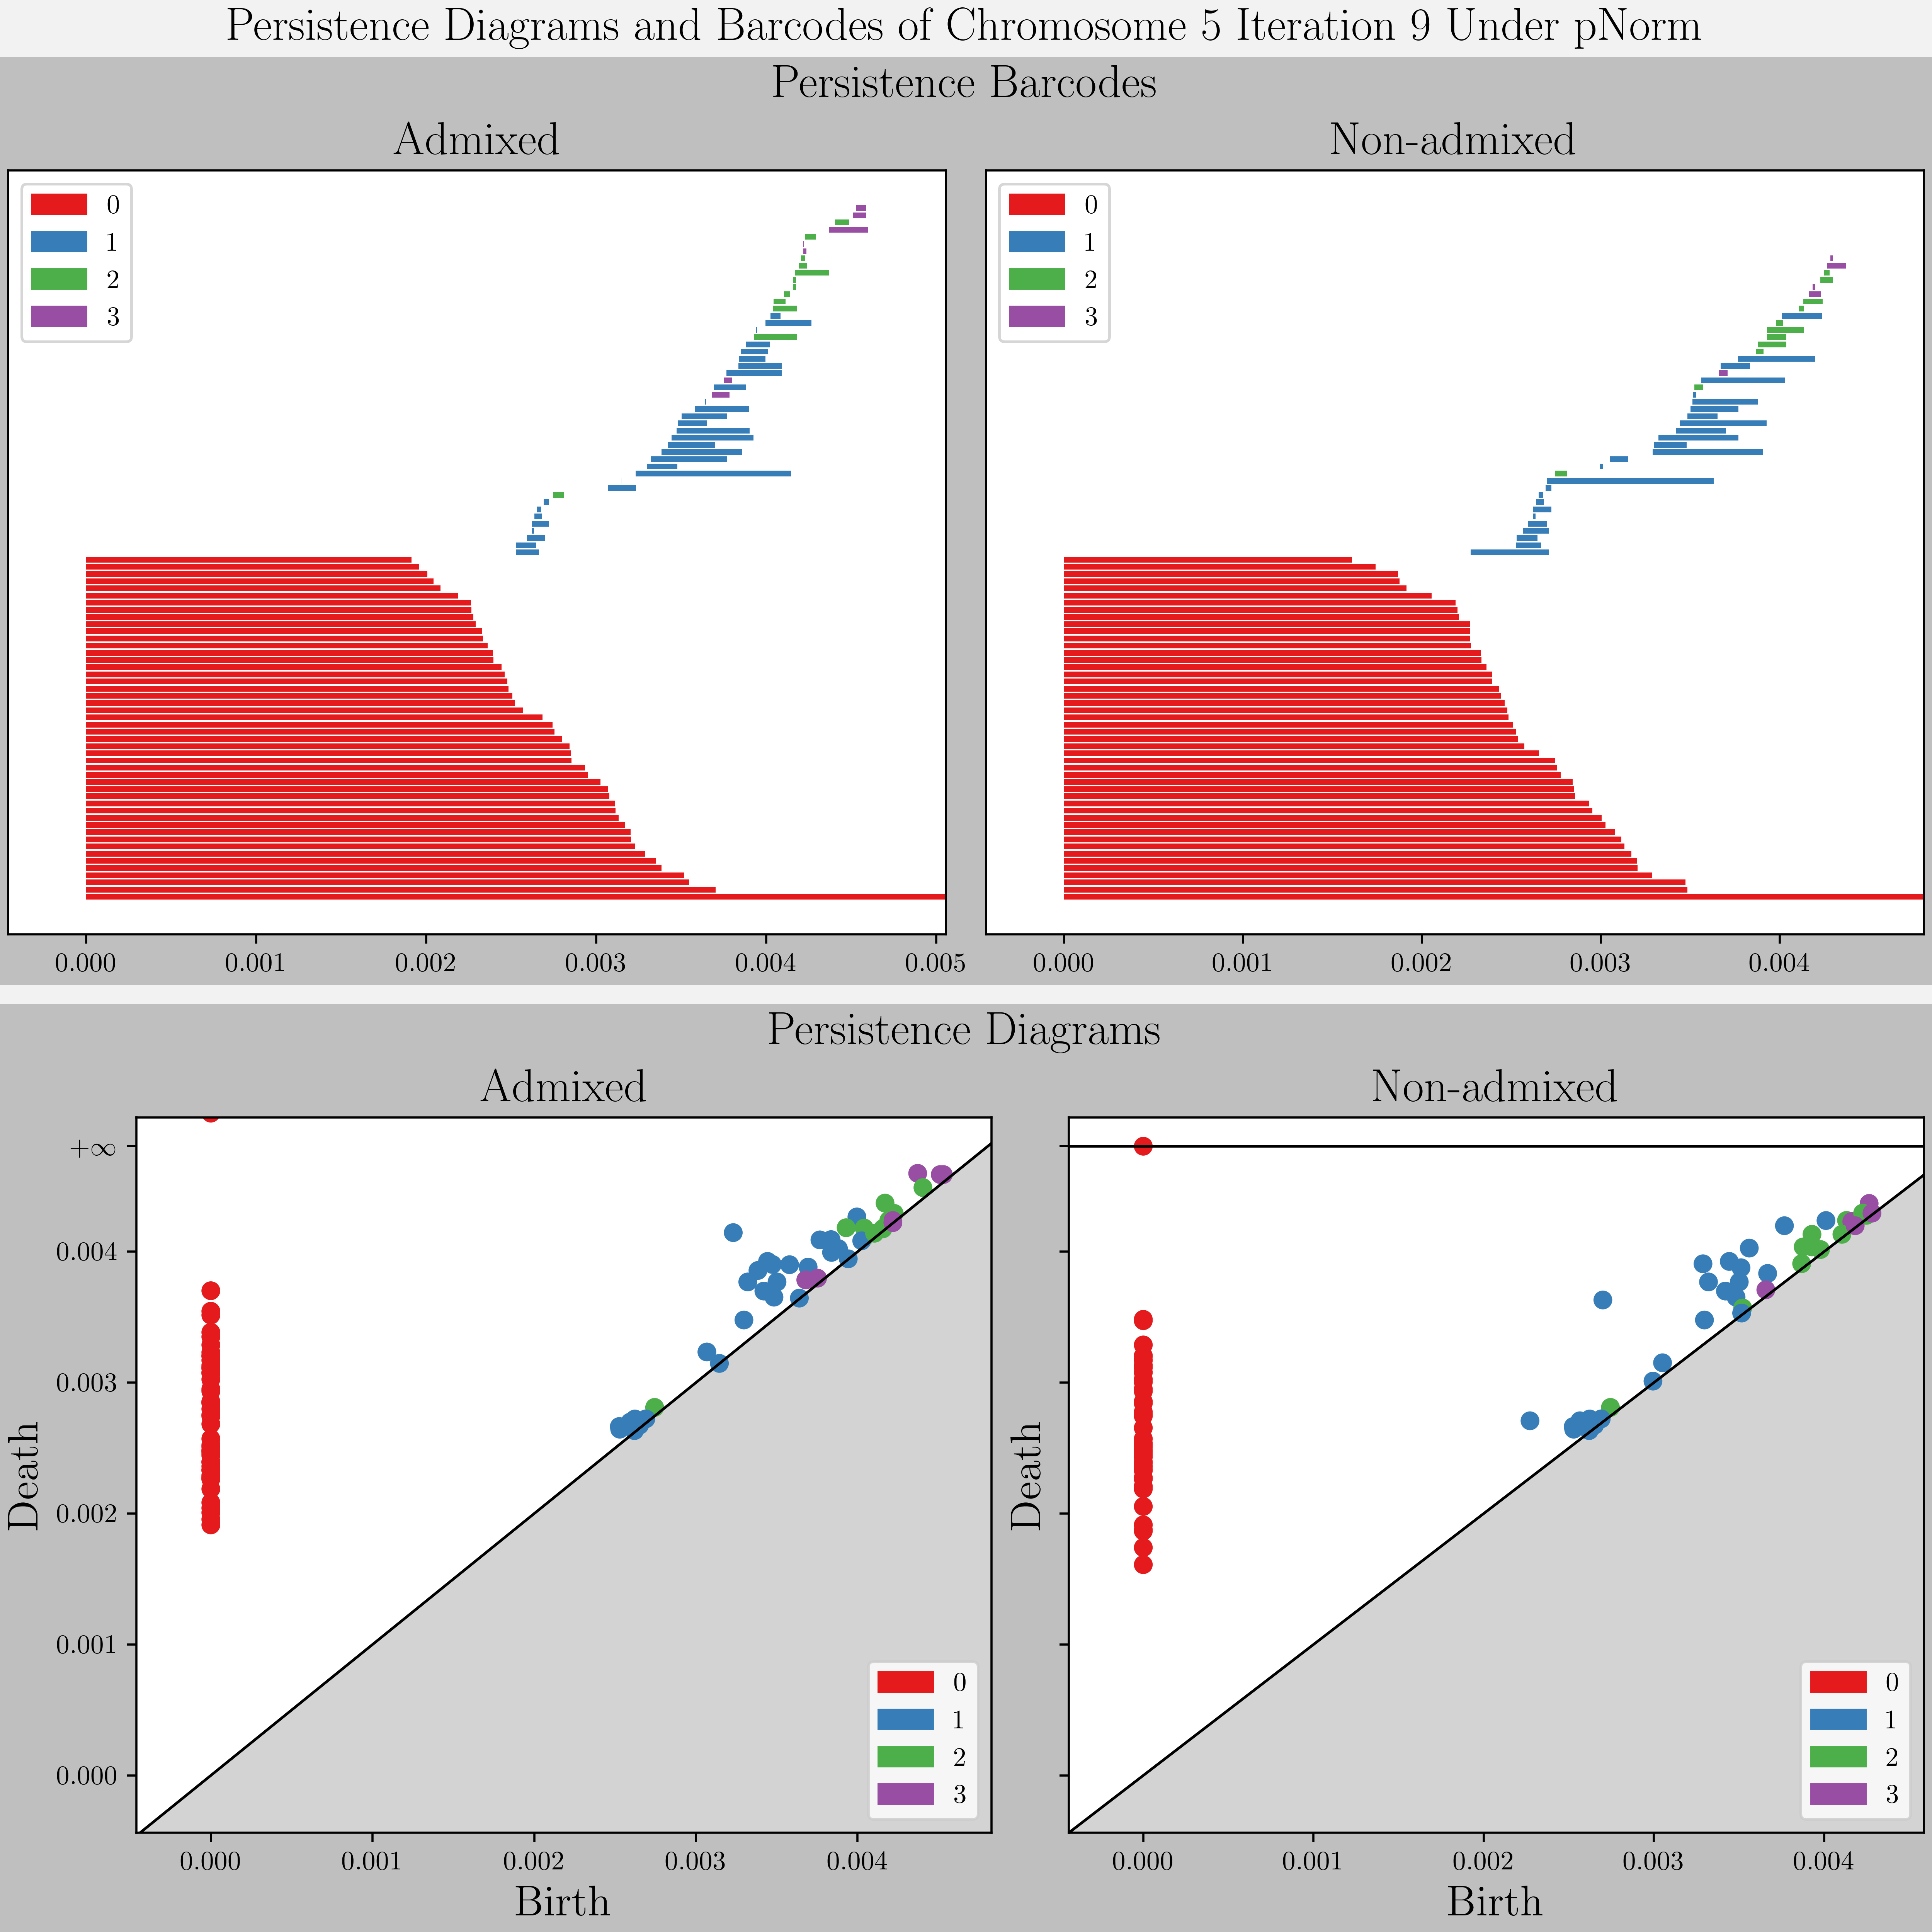 Persistence Diagrams and Barcodes of Chromosome 5 Iteration 9 Under pNorm
Persistence Barcodes
Admixed
0
1
2
3
0.000 0.001 0.002 0.003 0.004 0.005
Non-admixed
0
1
2
3
0.000 0.001 0.002 0.003 0.004
Persistence Diagrams
Admixed
Death
+∞
0.004
0.003
0.002
0.001
0.000
0
1
2
3
0.000 0.001 0.002 0.003 0.004
Birth
Non-admixed
Death
0
1
2
3
0.000 0.001 0.002 0.003 0.004
Birth